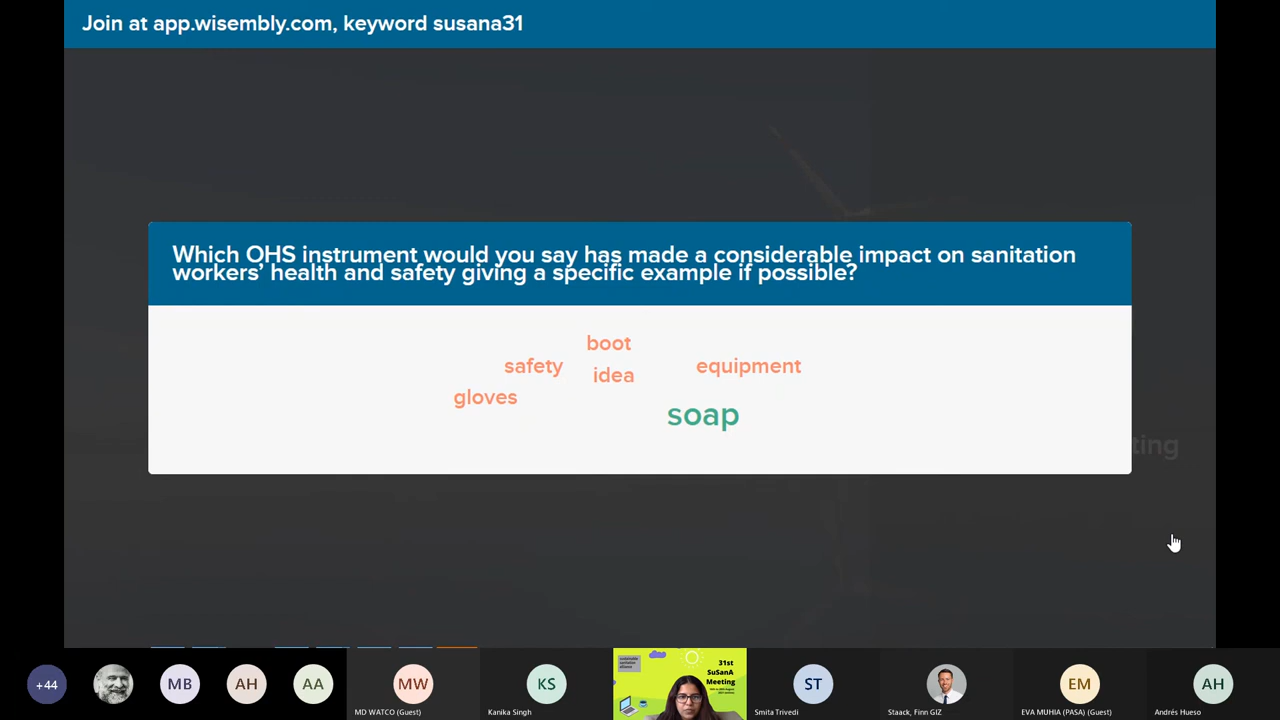 Join at app.wisembly.com, keyword susana31
Which OHS instrument would you say has made a considerable impact on sanitation
workers’ health and safety giving a specific example if possible?
boot
safety
idea
equipment
gloves
soap
ting
+44
MB
AH
AA
MW
KS
31st
SuSanA
Meeting
ST
EM
AH
MD WATCO (Guest)
Kanika Singh
Smita Trivedi
Staack, Finn GIZ
EVA MUHIA (PASA) (Guest)
Andrés Hueso